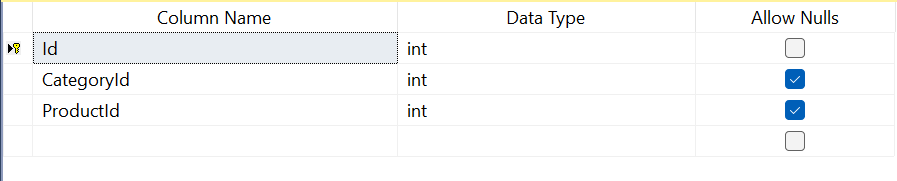 Column Name Data Type Allow Nulls
Id int
CategoryId int
ProductId int